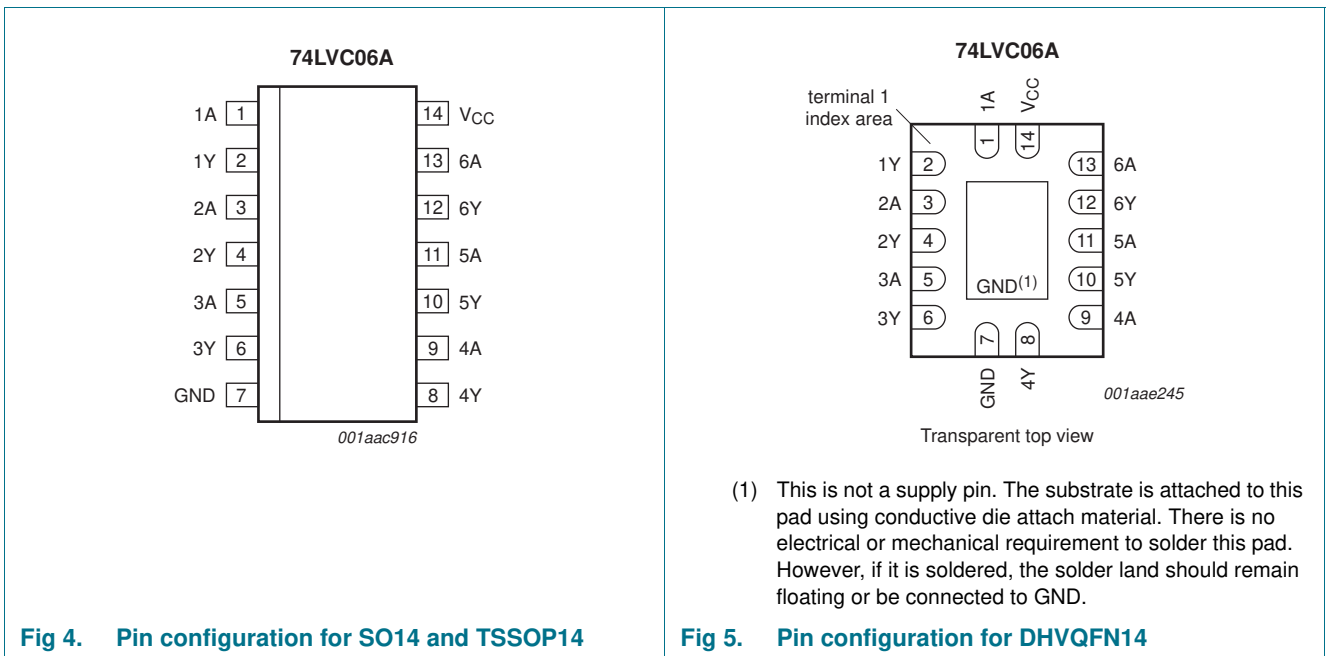 74LVC06A
1A 1 14 VCC
1Y 2 13 6A
2A 3 12 6Y
2Y 4 11 5A
3A 5 10 5Y
3Y 6 9 4A
GND 7 8 4Y
001aac916
Fig 4. Pin configuration for SO14 and TSSOP14
74LVC06A
terminal 1
index area
1A VCC
1 14
1Y 2 13 6A
2A 3 12 6Y
2Y 4 11 5A
3A 5 10 5Y
GND(1)
3Y 6 9 4A
7 8
GND 4Y
001aae245
Transparent top view
(1) This is not a supply pin. The substrate is attached to this
pad using conductive die attach material. There is no
electrical or mechanical requirement to solder this pad.
However, if it is soldered, the solder land should remain
floating or be connected to GND.
Fig 5. Pin configuration for DHVQFN14